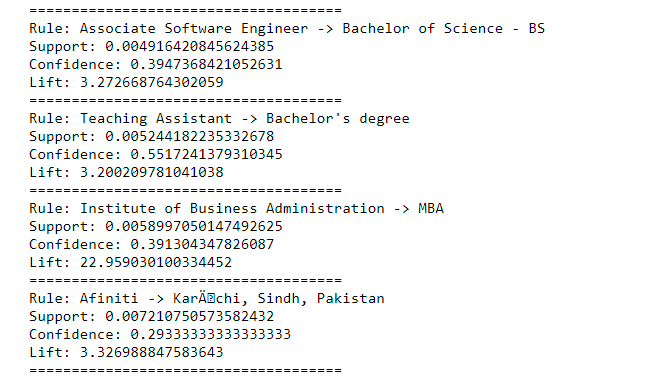 =====================================
Rule: Associate Software Engineer -> Bachelor of Science - BS
Support: 0.004916420845624385
Confidence: 0.3947368421052631
Lift: 3.272668764302059
=====================================
Rule: Teaching Assistant -> Bachelor's degree
Support: 0.005244182235332678
Confidence: 0.5517241379310345
Lift: 3.200209781041038
=====================================
Rule: Institute of Business Administration -> MBA
Support: 0.0058997050147492625
Confidence: 0.391304347826087
Lift: 22.959030100334452
=====================================
Rule: Afiniti -> KarÄ�chi, Sindh, Pakistan
Support: 0.007210750573582432
Confidence: 0.29333333333333333
Lift: 3.326988847583643
=====================================